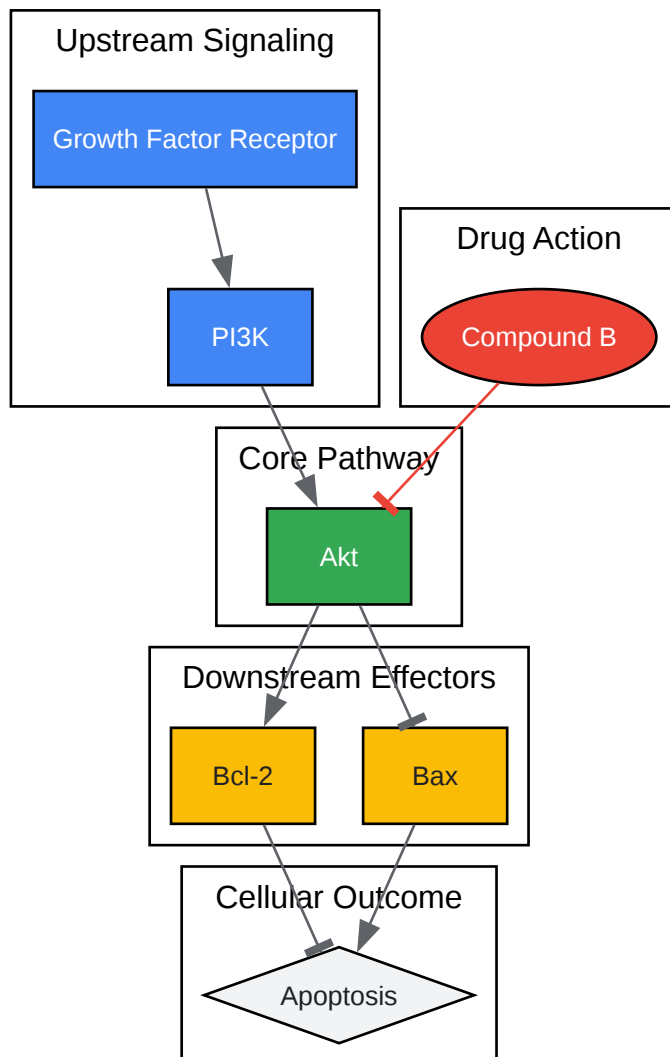 Upstream Signaling
Growth Factor Receptor
Drug Action
PI3K
Compound B
Core Pathway
Akt
Downstream Effectors
Bcl-2
Bax
Cellular Outcome
Apoptosis